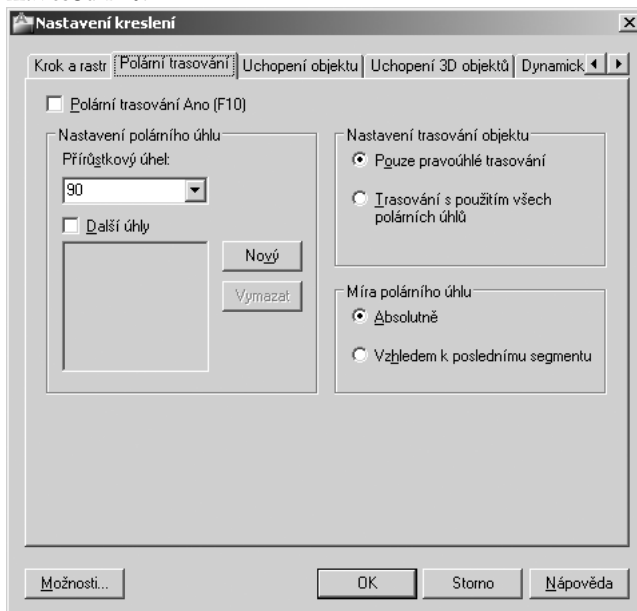 Nastavení kreslení
Krok a rastr Polární trasování Uchopení objektu Uchopení 3D objektů Dynamick
Polární trasování Ano (F10)
Nastavení polárního úhlu
Přírůstkový úhel:
90
Další úhly
Nový
Vymazat
Nastavení trasování objektu
Pouze pravoúhlé trasování
Trasování s použitím všech
polárních úhlů
Míra polárního úhlu
Absolutně
Vzhledem k poslednímu segmentu
Možnosti... OK Storno Nápověda